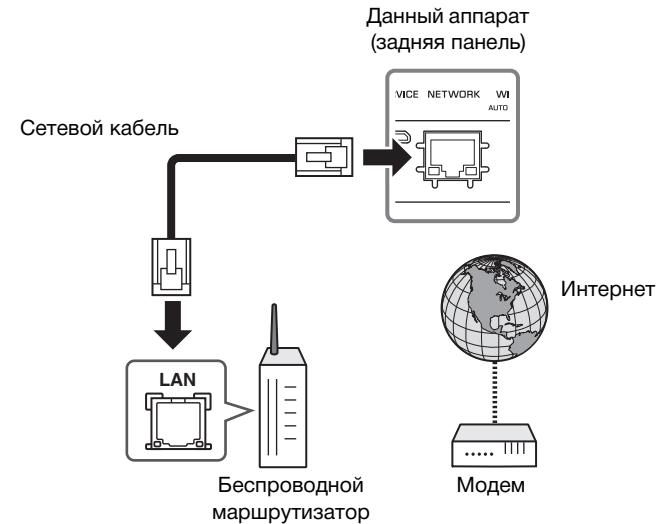 Данный аппарат
(задняя панель)
VICE NETWORK WI
AUTO
Сетевой кабель
Интернет
LAN
Беспроводной
маршрутизатор
Модем